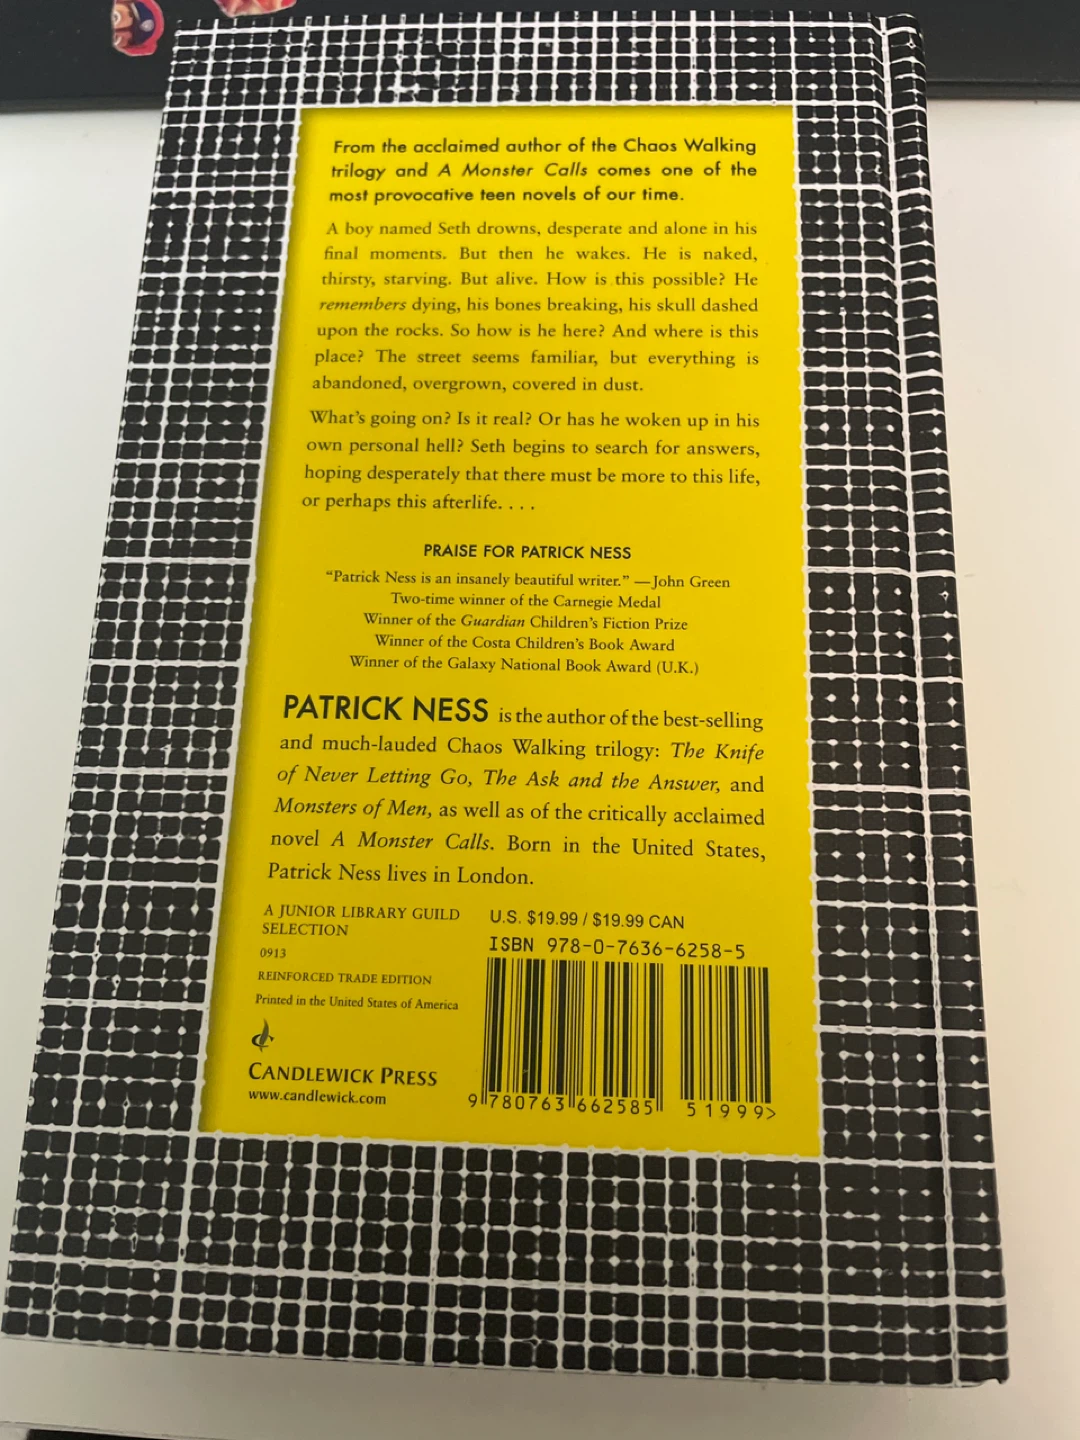 From the acclaimed author of the Chaos Walking
trilogy and A Monster Calls comes one of the
most provocative teen novels of our time.
A boy named Seth drowns, desperate and alone in his
final moments. But then he wakes. He is naked,
thirsty, starving. But alive. How is this possible? He
remembers dying, his bones breaking, his skull dashed
upon the rocks. So how is he here? And where is this
place? The street seems familiar, but everything is
abandoned, overgrown, covered in dust.
What's going on? Is it real? Or has he woken up in his
own personal hell? Seth begins to search for answers,
hoping desperately that there must be more to this life,
or perhaps this afterlife. . . .
PRAISE FOR PATRICK NESS
"Patrick Ness is an insanely beautiful writer." —John Green
Two-time winner of the Carnegie Medal
Winner of the Guardian Children's Fiction Prize
Winner of the Costa Children's Book Award
Winner of the Galaxy National Book Award (U.K.)
PATRICK NESS is the author of the best-selling
and much-lauded Chaos Walking trilogy: The Knife
of Never Letting Go, The Ask and the Answer, and
Monsters of Men, as well as of the critically acclaimed
novel A Monster Calls. Born in the United States,
Patrick Ness lives in London.
A JUNIOR LIBRARY GUILD
SELECTION
0913
REINFORCED TRADE EDITION
Printed in the United States of America
CANDLEWICK PRESS
www.candlewick.com
U.S. $19.99 / $19.99 CAN
ISBN 978-0-7636-6258-5
9 780763 662585
5 1 9 9 9 >